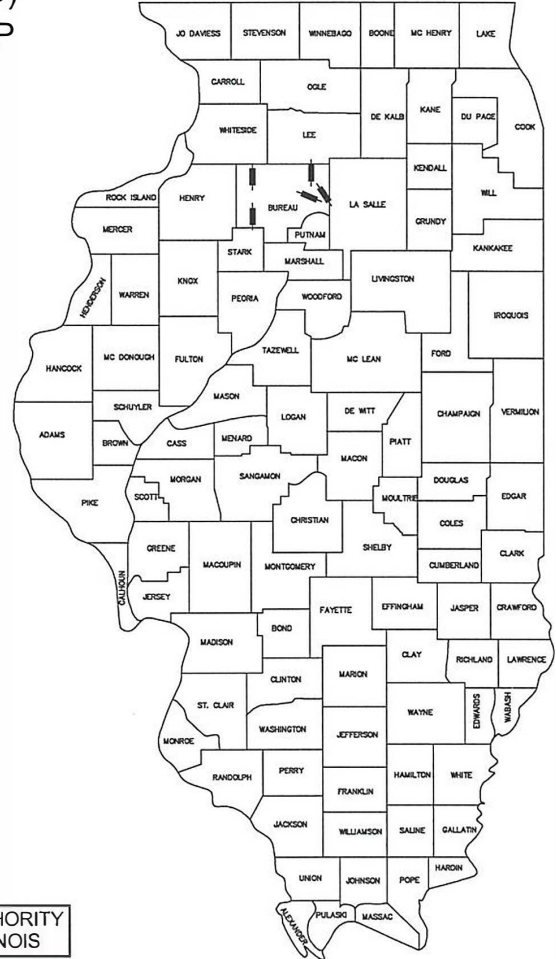 )
P
JO DAVIESS STEVENSON WINNEBAGO BOONE MC HENRY LAKE
CARROLL OGLE
DE KALB KANE DU PAGE COOK
WHITESIDE LEE
KENDALL
ROCK ISLAND HENRY BUREAU LA SALLE WILL
GRUNDY
MERCER PUTNAM
STARK MARSHALL KANKAKEE
HENDERSON WARREN KNOX PEORIA WOODFORD LIVINGSTON
IROQUOIS
HANCOCK MC DONOUGH FULTON TAZEWELL MC LEAN FORD
MASON
SCHUYLER LOGAN DE WITT CHAMPAIGN VERMILION
ADAMS BROWN CASS MENARD PIATT
MACON
PIKE SCOTT MORGAN SANGAMON MOULTRIE DOUGLAS EDGAR
CHRISTIAN COLES
GREENE MACOUPIN MONTGOMERY SHELBY CUMBERLAND CLARK
CALHOUN JERSEY
FAYETTE EFFINGHAM JASPER CRAWFORD
MADISON BOND
CLAY RICHLAND LAWRENCE
CLINTON MARION
ST. CLAIR WAYNE EDWARDS WABASH
MONROE WASHINGTON JEFFERSON
RANDOLPH PERRY HAMILTON WHITE
FRANKLIN
JACKSON WILLIAMSON SALINE GALLATIN
UNION JOHNSON POPE HARDIN
ALEXANDER PULASKI MASSAC
HORITY
NOIS